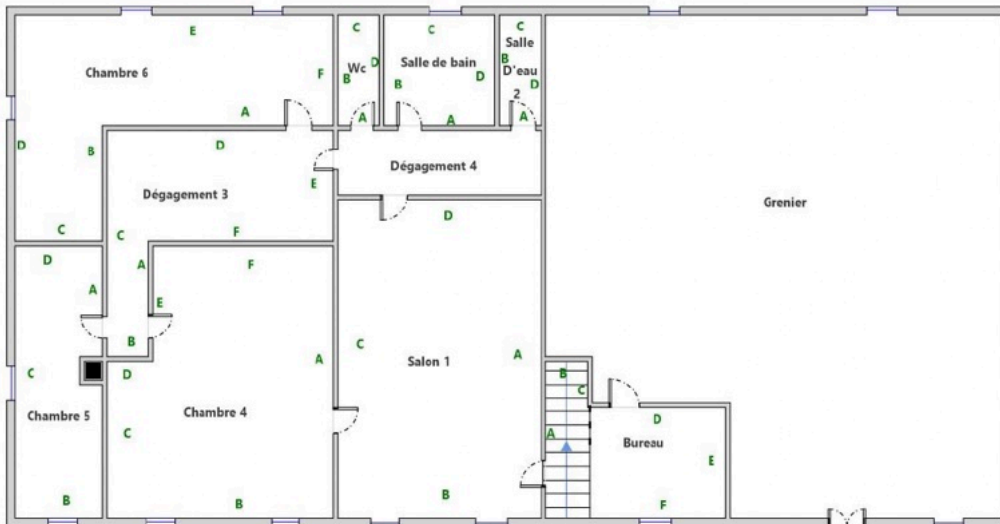 E
C
C
C
Salle
Chambre 6
F
Wc
D
B
Salle de bain
D
B
D'eau
D
B
2
A
A
A
A
D
B
D
Dégagement 4
Dégagement 3
E
D
C
C
F
D
A
F
A
E
B
C
A
Salon 1
A
D
C
B
C
Chambre 5
Chambre 4
C
A
D
Bureau
E
B
B
B
F
Grenier